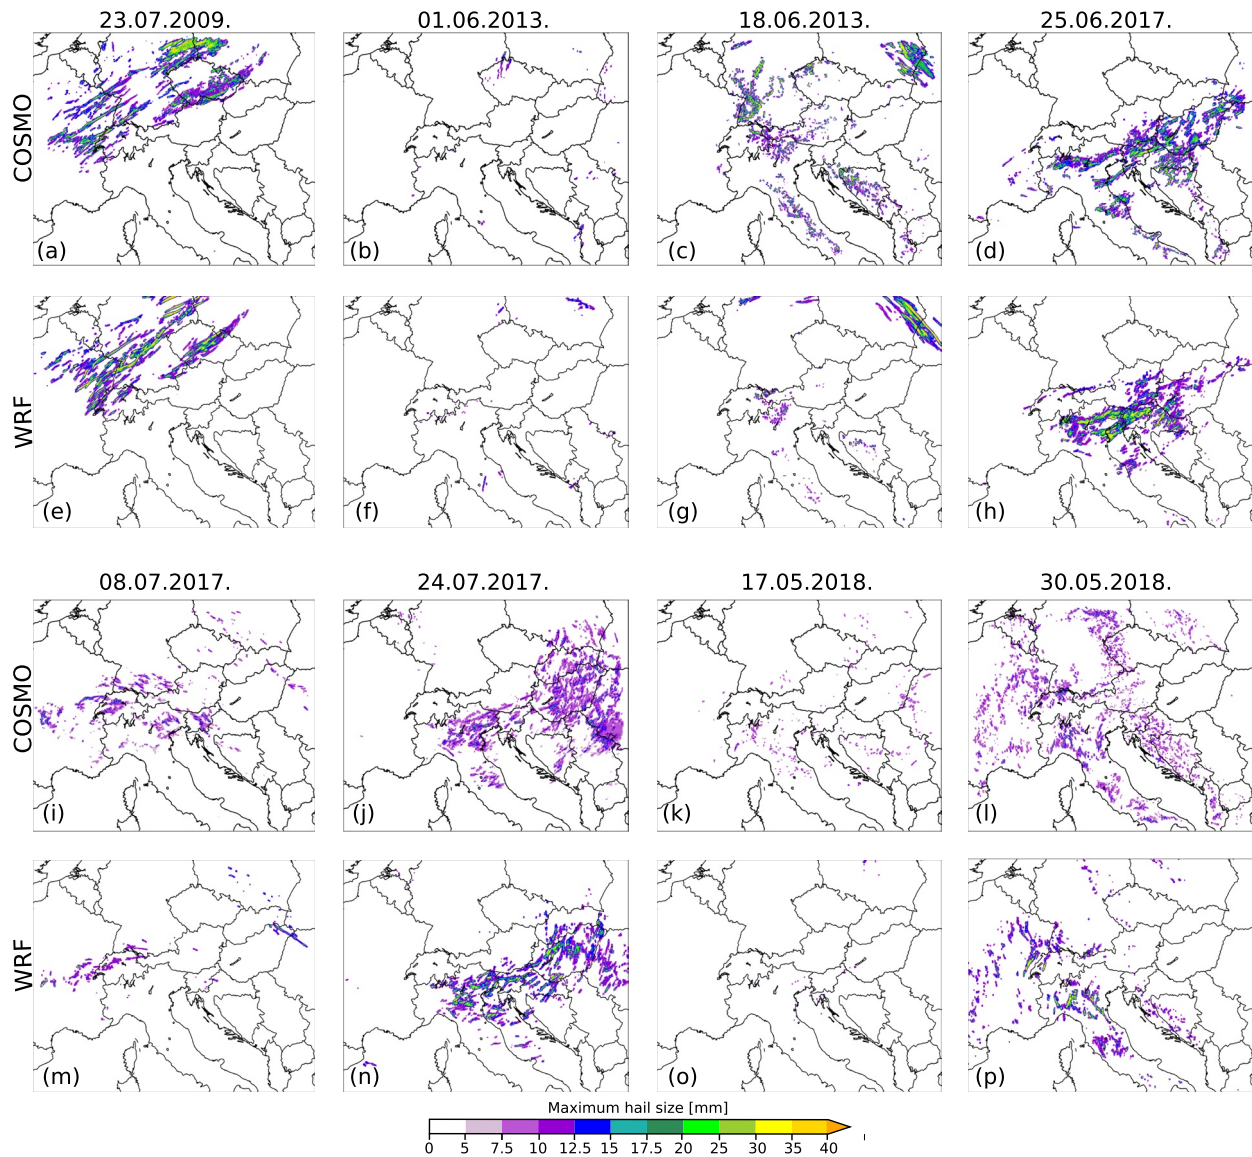 23.07.2009. 01.06.2013. 18.06.2013. 25.06.2017.
COSMO
(a) (b) (c) (d)
WRF
(e) (f) (g) (h)
08.07.2017. 24.07.2017. 17.05.2018. 30.05.2018.
COSMO
(i) (j) (k) (l)
WRF
(m) (n) (o) (p)
Maximum hail size [mm]
0 5 7.5 10 12.5 15 17.5 20 25 30 35 40